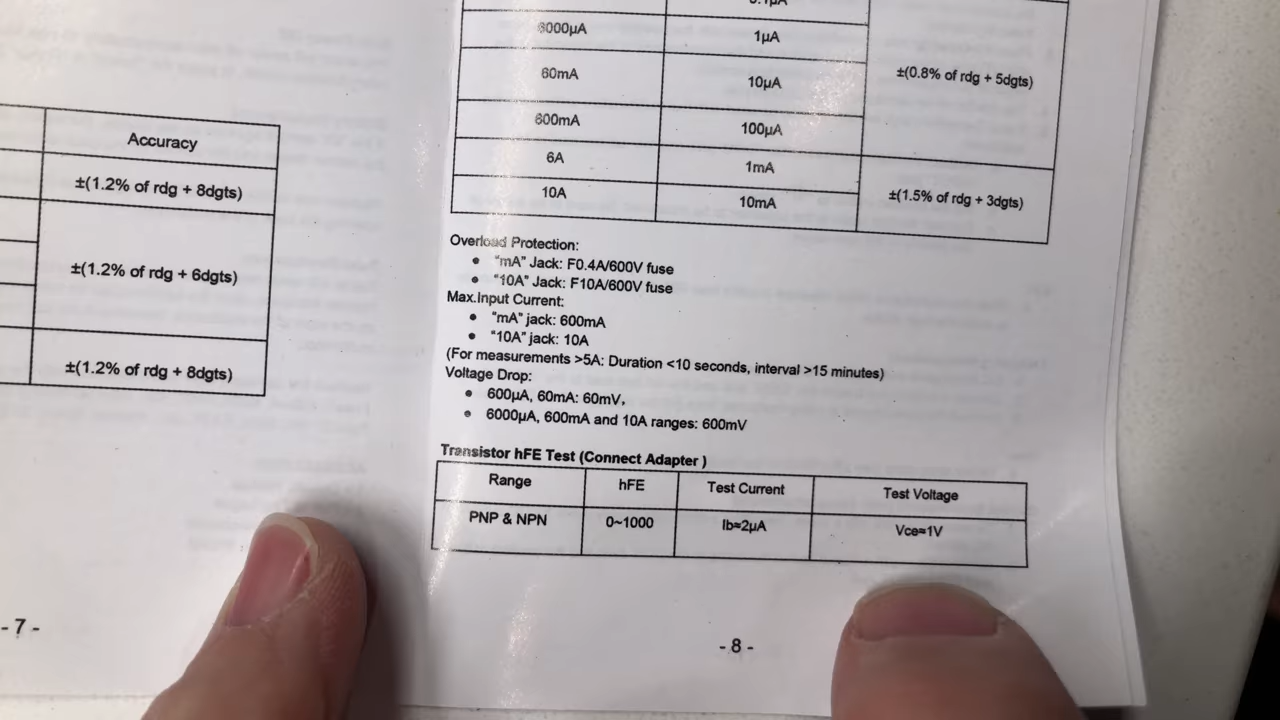 Accuracy
±(1.2% of rdg + 8dgts)
±(1.2% of rdg + 6dgts)
±(1.2% of rdg + 8dgts)
- 7 -
6000µA 1µA
60mA 10µA ±(0.8% of rdg + 5dgts)
600mA 100µA
6A 1mA
10A 10mA ±(1.5% of rdg + 3dgts)
Overload Protection:
• "mA" Jack: F0.4A/600V fuse
• "10A" Jack: F10A/600V fuse
Max.Input Current:
• "mA" jack: 600mA
• "10A" jack: 10A
(For measurements >5A: Duration <10 seconds, interval >15 minutes)
Voltage Drop:
• 600µA, 60mA: 60mV,
• 6000µA, 600mA and 10A ranges: 600mV
Transistor hFE Test (Connect Adapter )
Range hFE Test Current Test Voltage
PNP & NPN 0~1000 Ib≈2µA Vce≈1V
- 8 -